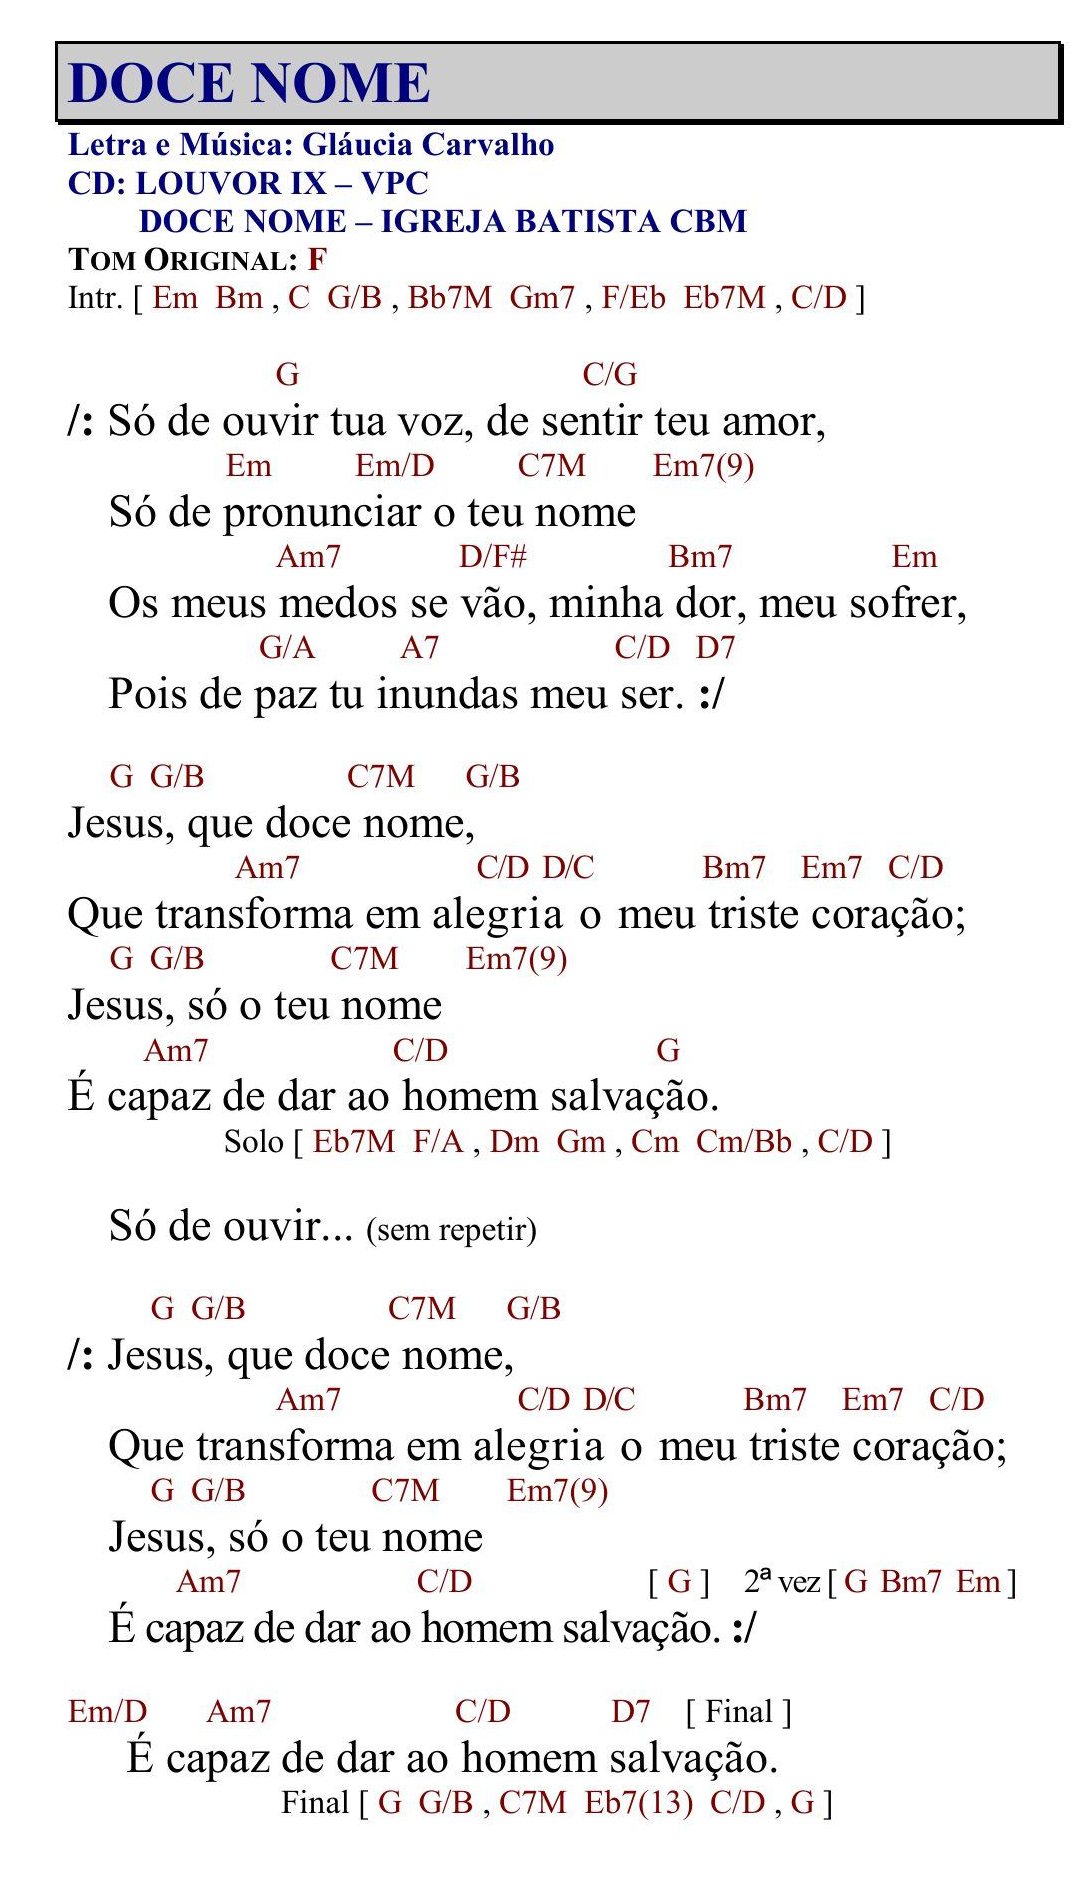 DOCE NOME
Letra e Música: Gláucia Carvalho
CD: LOUVOR IX – VPC
DOCE NOME – IGREJA BATISTA CBM
TOM ORIGINAL: F
Intr. [ Em Bm , C G/B , Bb7M Gm7 , F/Eb Eb7M , C/D ]
G C/G
/: Só de ouvir tua voz, de sentir teu amor,
Em Em/D C7M Em7(9)
Só de pronunciar o teu nome
Am7 D/F# Bm7 Em
Os meus medos se vão, minha dor, meu sofrer,
G/A A7 C/D D7
Pois de paz tu inundas meu ser. :/
G G/B C7M G/B
Jesus, que doce nome,
Am7 C/D D/C Bm7 Em7 C/D
Que transforma em alegria o meu triste coração;
G G/B C7M Em7(9)
Jesus, só o teu nome
Am7 C/D G
É capaz de dar ao homem salvação.
Solo [ Eb7M F/A , Dm Gm , Cm Cm/Bb , C/D ]
Só de ouvir... (sem repetir)
G G/B C7M G/B
/: Jesus, que doce nome,
Am7 C/D D/C Bm7 Em7 C/D
Que transforma em alegria o meu triste coração;
G G/B C7M Em7(9)
Jesus, só o teu nome
Am7 C/D [ G ] 2ª vez [ G Bm7 Em ]
É capaz de dar ao homem salvação. :/
Em/D Am7 C/D D7 [ Final ]
É capaz de dar ao homem salvação.
Final [ G G/B , C7M Eb7(13) C/D , G ]